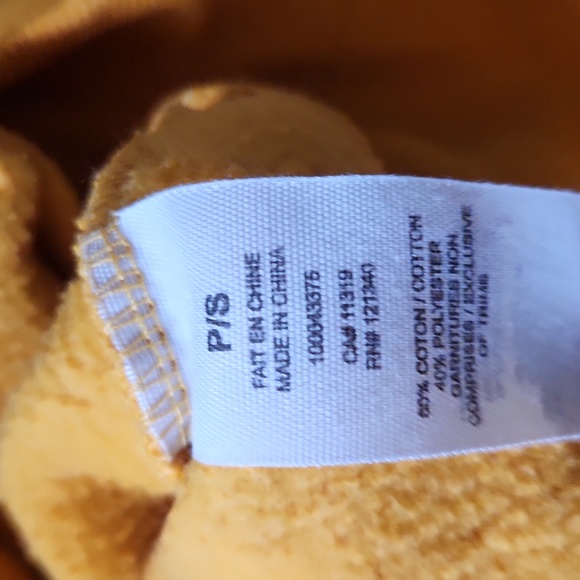 P/S
FAIT EN CHINE
MADE IN CHINA
100043375
CA# 11319
RN# 121340
60% COTON / COTTON
40% POLYESTER
GARNITURES NON
COMPRISES / EXCLUSIVE
OF TRIMS